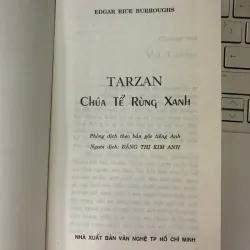 EDGAR RICE BURROUGHS
TARZAN
Chúa Tể Rừng Xanh
Phỏng dịch theo bản gốc tiếng Anh
Người dịch: ĐẶNG THỊ KIM ANH
NHÀ XUẤT BẢN VĂN NGHỆ TP HỒ CHÍ MINH